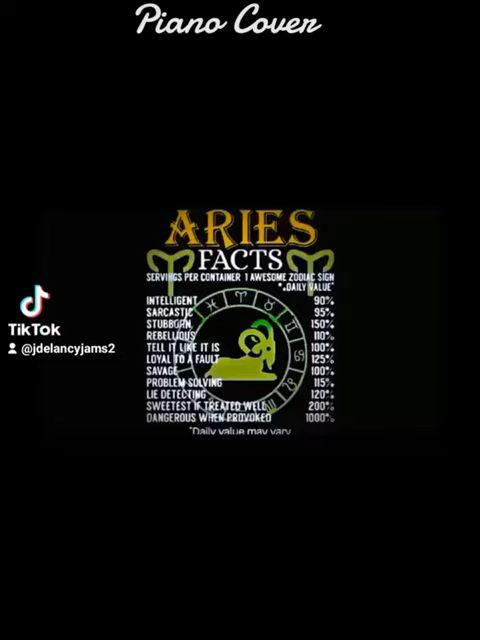 Piano Cover
ARIES
FACTS
SERVINGS PER CONTAINER 1 AWESOME ZODIAC SIGN
*%DAILY VALUE*
INTELLIGENT 90%
SARCASTIC 95%
STUBBORN 150%
REBELLIOUS 110%
TELL IT LIKE IT IS 100%
LOYAL TO A FAULT 125%
SAVAGE 100%
PROBLEM SOLVING 115%
LIE DETECTING 120%
SWEETEST IF TREATED WELL 200%
DANGEROUS WHEN PROVOKED 1000%
*Daily value may vary
TikTok
@jdelancyjams2